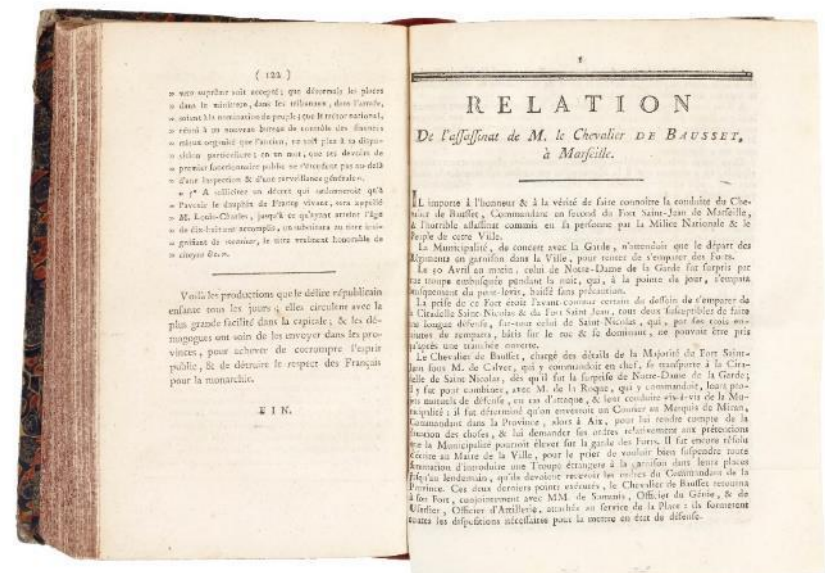 ( 122 )
» veto suprême soit accepté; que désormais les places
» dans le ministere, dans les tribunaux, dans l'armée,
» soient à la nomination du peuple; que le trésor national,
» réuni à un nouveau bureau de contrôle des finances
» mieux organisé que l'ancien, ne soit plus à sa dispo-
» sition particuliere; en un mot, que les devoirs de
» premier fonctionnaire public ne s'étendent pas au-delà
» d'une inspection & d'une surveillance générale ».
» A solliciter un décret qui ordonneroit qu'à
» l'avenir le dauphin de France vivant, sera appellé
» M. Louis-Charles, jusqu'à ce qu'ayant atteint l'âge
» de dix-huit ans accomplis, on substituera au titre insi-
» gnifiant de monsieur, le titre vraiment honorable de
» citoyen
Voilà les productions que le délire républicain
enfante tous les jours; elles circulent avec la
plus grande facilité dans la capitale; & les dé-
magogues ont soin de les envoyer dans les pro-
vinces, pour achever de corrompre l'esprit
public, & de détruire le respect des Français
pour la monarchie.
FIN.
1
RELATION
De l'assassinat de M. le Chevalier DE BAUSSET,
à Marseille.
IL importe à l'honneur & à la vérité de faire connoître la conduite du Che-
valier de Bausset, Commandant en second du Fort Saint-Jean de Marseille,
& l'horrible assassinat commis en sa personne par la Milice Nationale & le
Peuple de cette Ville.
La Municipalité, de concert avec la Garde, n'attendoit que le départ des
Régiments en garnison dans la Ville, pour tenter de s'emparer des Forts.
Le 30 Avril au matin, celui de Notre-Dame de la Garde fut surpris par
une troupe embusquée pendant la nuit, qui, à la pointe du jour, s'empara
brusquement du pont-levis, baissé sans précaution.
La prise de ce Fort étoit l'avant-coureur certain du dessein de s'emparer de
la Citadelle Saint-Nicolas & du Fort Saint Jean, tous deux susceptibles de faire
une longue défense, sur-tout celui de Saint-Nicolas, qui, par ses trois en-
ceintes de remparts, bâtis sur le roc & se dominant, ne pouvoit être pris
qu'après une tranchée ouverte.
Le Chevalier de Bausset, chargé des détails de la Majorité du Fort Saint-
Jean sous M. de Calvet, qui y commandoit en chef, se transporta à la Cita-
delle de Saint Nicolas, dès qu'il fut la surprise de Notre-Dame de la Garde;
il y fut pour combiner, avec M. de la Roque, qui y commandoit, leurs pro-
jets mutuels de défense, en cas d'attaque, & leur conduite vis-à-vis de la Mu-
nicipalité: il fut déterminé qu'on enverroit un Courier au Marquis de Miran,
Commandant dans la Province, alors à Aix, pour lui rendre compte de la
situation des choses, & lui demander ses ordres relativement aux prétentions
que la Municipalité pourroit élever sur la garde des Forts. Il fut encore résolu
d'écrire au Maire de la Ville, pour le prier de vouloir bien suspendre toute
sommation d'introduire une Troupe étrangere à la garnison dans leurs places
jusqu'au lendemain, qu'ils devoient recevoir les ordres du Commandant de la
Province. Ces deux derniers points exécutés, le Chevalier de Bausset retourna
à son Fort, conjointement avec MM. de Samatis, Officier du Génie, & de
Officier d'Artillerie, attachés au service de la Place: ils formerent
toutes les dispositions nécessaires pour la mettre en état de défense.